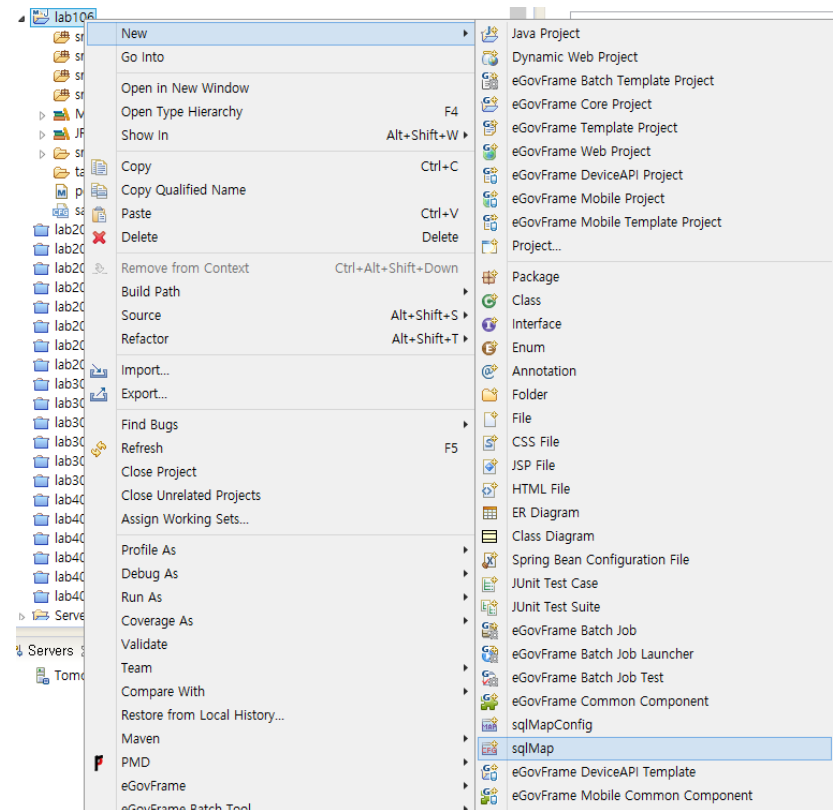 lab106
New
Go Into
Open in New Window
Open Type Hierarchy F4
Show In Alt+Shift+W
Copy Ctrl+C
Copy Qualified Name
Paste Ctrl+V
Delete Delete
Remove from Context Ctrl+Alt+Shift+Down
Build Path
Source Alt+Shift+S
Refactor Alt+Shift+T
Import...
Export...
Find Bugs
Refresh F5
Close Project
Close Unrelated Projects
Assign Working Sets...
Profile As
Debug As
Run As
Coverage As
Validate
Team
Compare With
Restore from Local History...
Maven
PMD
eGovFrame
eGovFrame Batch Tool
Java Project
Dynamic Web Project
eGovFrame Batch Template Project
eGovFrame Core Project
eGovFrame Template Project
eGovFrame Web Project
eGovFrame DeviceAPI Project
eGovFrame Mobile Project
eGovFrame Mobile Template Project
Project...
Package
Class
Interface
Enum
Annotation
Folder
File
CSS File
JSP File
HTML File
ER Diagram
Class Diagram
Spring Bean Configuration File
JUnit Test Case
JUnit Test Suite
eGovFrame Batch Job
eGovFrame Batch Job Launcher
eGovFrame Batch Job Test
eGovFrame Common Component
sqlMapConfig
sqlMap
eGovFrame DeviceAPI Template
eGovFrame Mobile Common Component
Servers